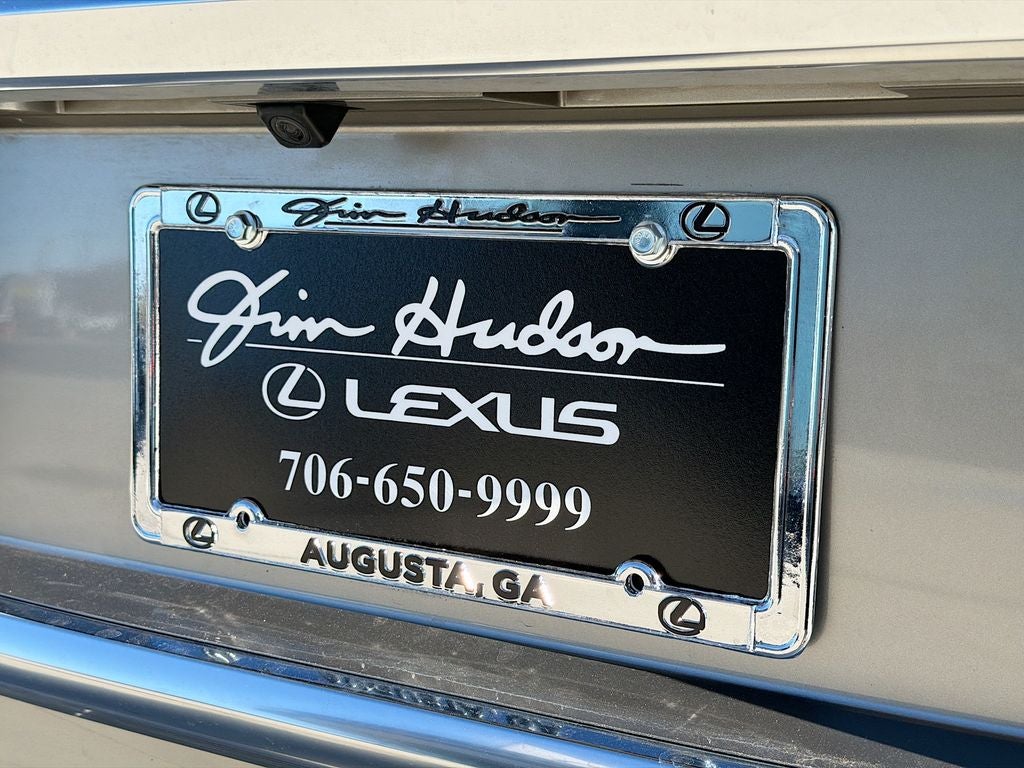 Jim Hudson
Jim Hudson
LEXUS
706-650-9999
AUGUSTA, GA